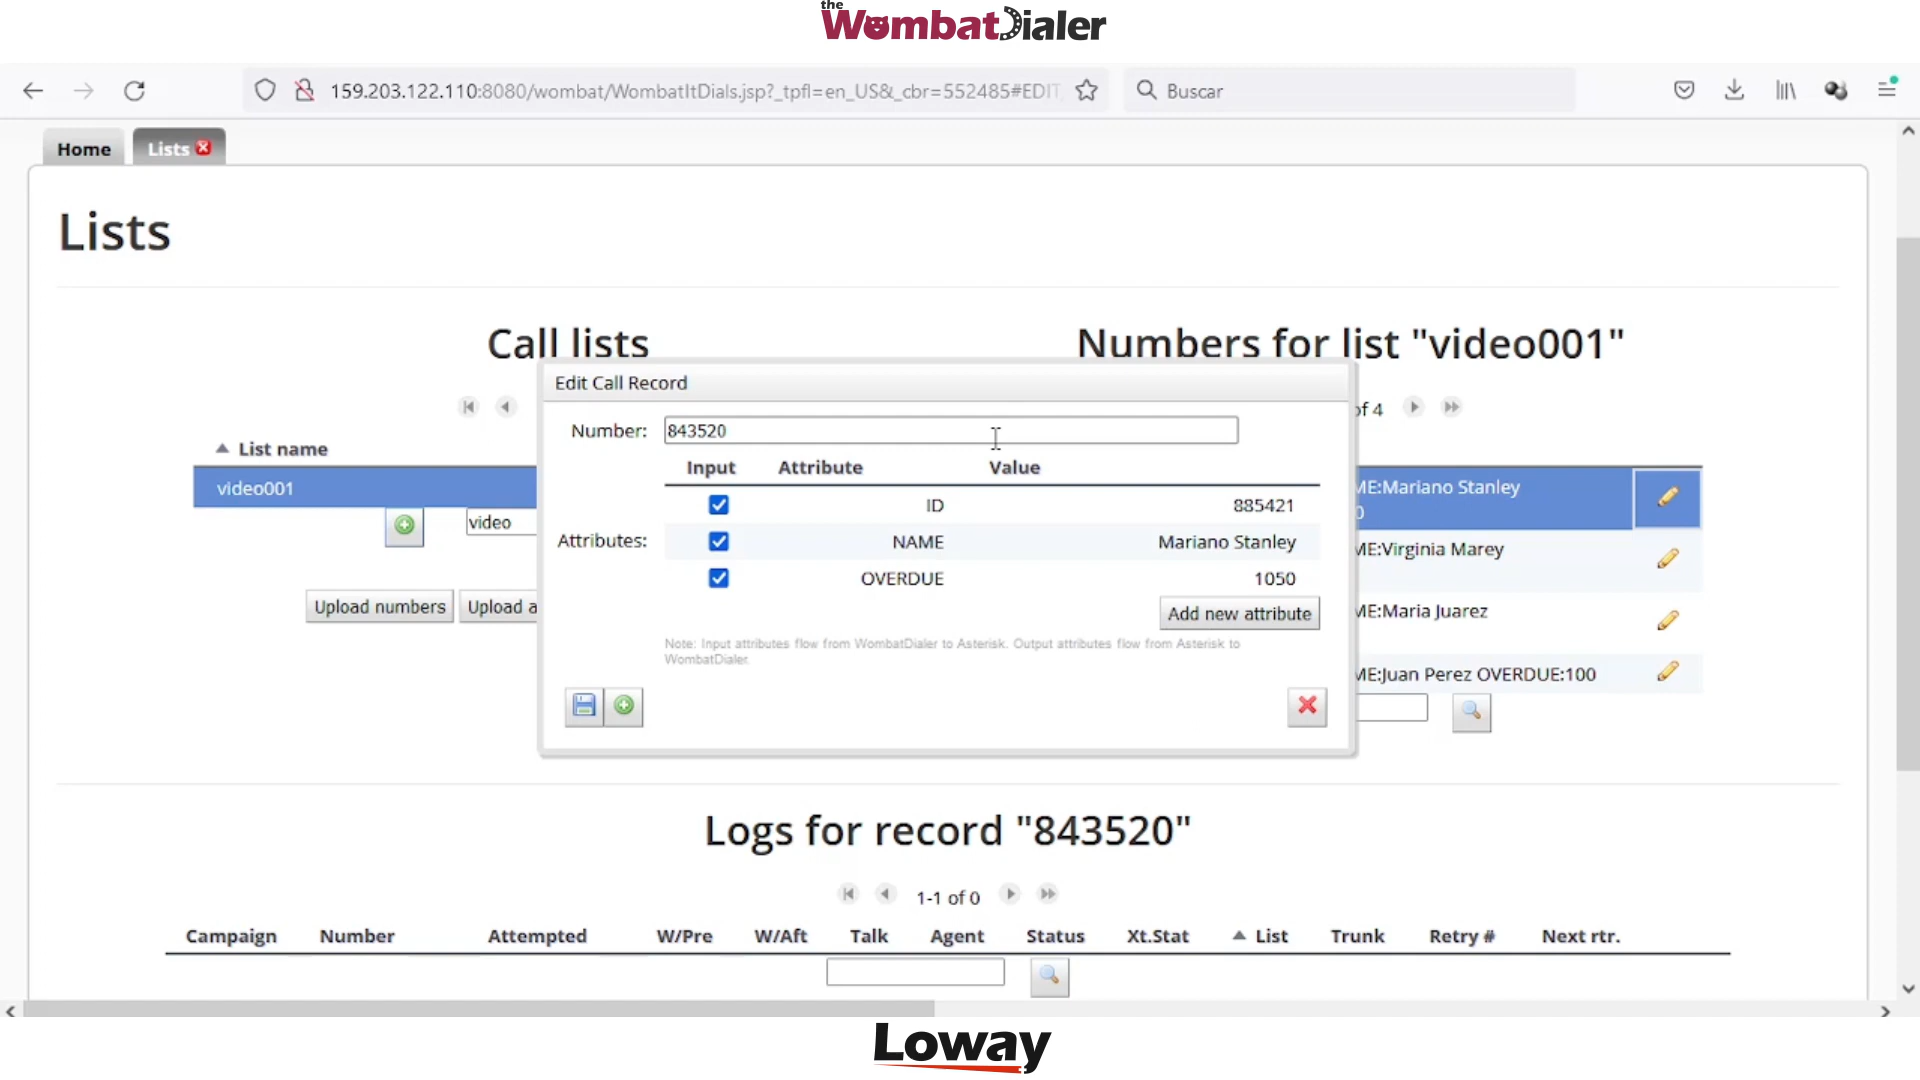 the
WombatDialer
159.203.122.110:8080/wombat/WombatItDials.jsp?_tpfl=en_US&_cbr=552485#EDIT
Buscar
Home
Lists
Lists
Call lists
Numbers for list "video001"
of 4
List name
video001
video
Upload numbers
Upload a
Edit Call Record
Number: 843520
Input Attribute Value
ID 885421
Attributes:
NAME Mariano Stanley
OVERDUE 1050
Add new attribute
Note: Input attributes flow from WombatDialer to Asterisk. Output attributes flow from Asterisk to
WombatDialer.
ME:Mariano Stanley
0
ME:Virginia Marey
ME:Maria Juarez
ME:Juan Perez OVERDUE:100
Logs for record "843520"
1-1 of 0
Campaign Number Attempted W/Pre W/Aft Talk Agent Status Xt.Stat List Trunk Retry # Next rtr.
Loway